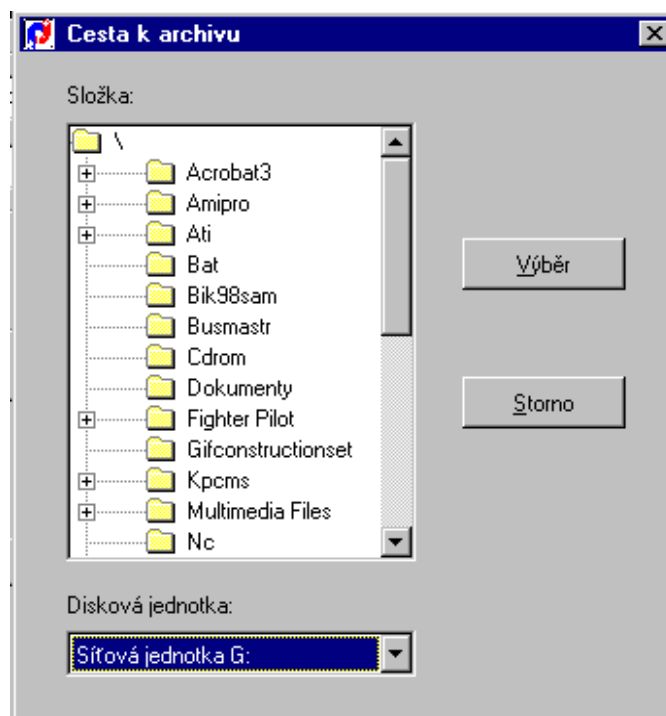 Cesta k archivu
Složka:
\
Acrobat3
Amipro
Ati
Bat
Bik98sam
Busmastr
Cdrom
Dokumenty
Fighter Pilot
Gifconstructionset
Kpcms
Multimedia Files
Nc
Výběr
Storno
Disková jednotka:
Síťová jednotka G: